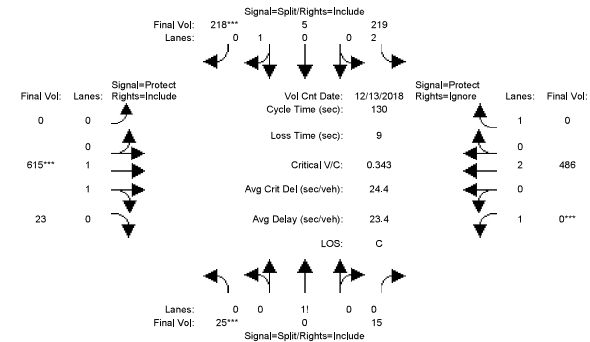 Signal=Split/Rights=Include
Final Vol: 218*** 5 219
Lanes: 0 1 0 0 2
Signal=Protect
Final Vol: Lanes: Rights=Include
Vol Cnt Date: 12/13/2018
Signal=Protect
Rights=Ignore Lanes: Final Vol:
Cycle Time (sec): 130
0 0
1 0
Loss Time (sec): 9
0
0
615*** 1
Critical V/C: 0.343
2 486
1
Avg Crit Del (sec/veh): 24.4
0
23 0
Avg Delay (sec/veh): 23.4
1 0***
LOS: C
Lanes: 0 0 1! 0 0
Final Vol: 25*** 0 15
Signal=Split/Rights=Include